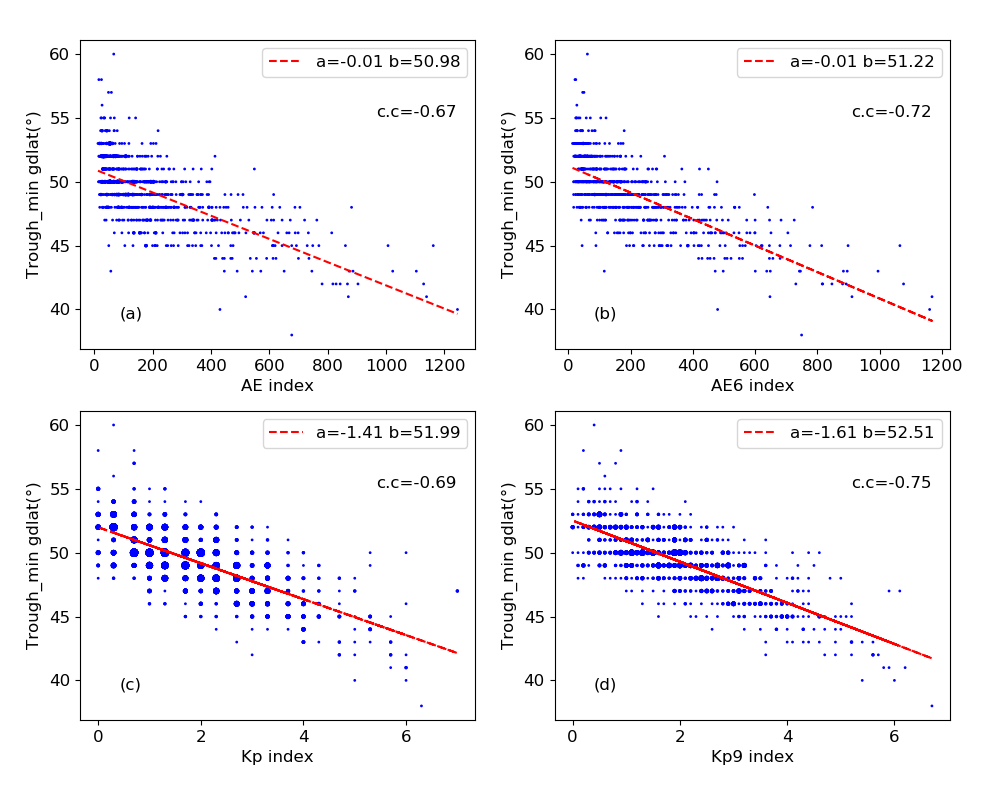 60
55
50
45
40
Trough_min gdlat(°)
a=-0.01 b=50.98
c.c=-0.67
(a)
0 200 400 600 800 1000 1200
AE index
60
55
50
45
40
Trough_min gdlat(°)
a=-0.01 b=51.22
c.c=-0.72
(b)
0 200 400 600 800 1000 1200
AE6 index
60
55
50
45
40
Trough_min gdlat(°)
a=-1.41 b=51.99
c.c=-0.69
(c)
0 2 4 6
Kp index
60
55
50
45
40
Trough_min gdlat(°)
a=-1.61 b=52.51
c.c=-0.75
(d)
0 2 4 6
Kp9 index